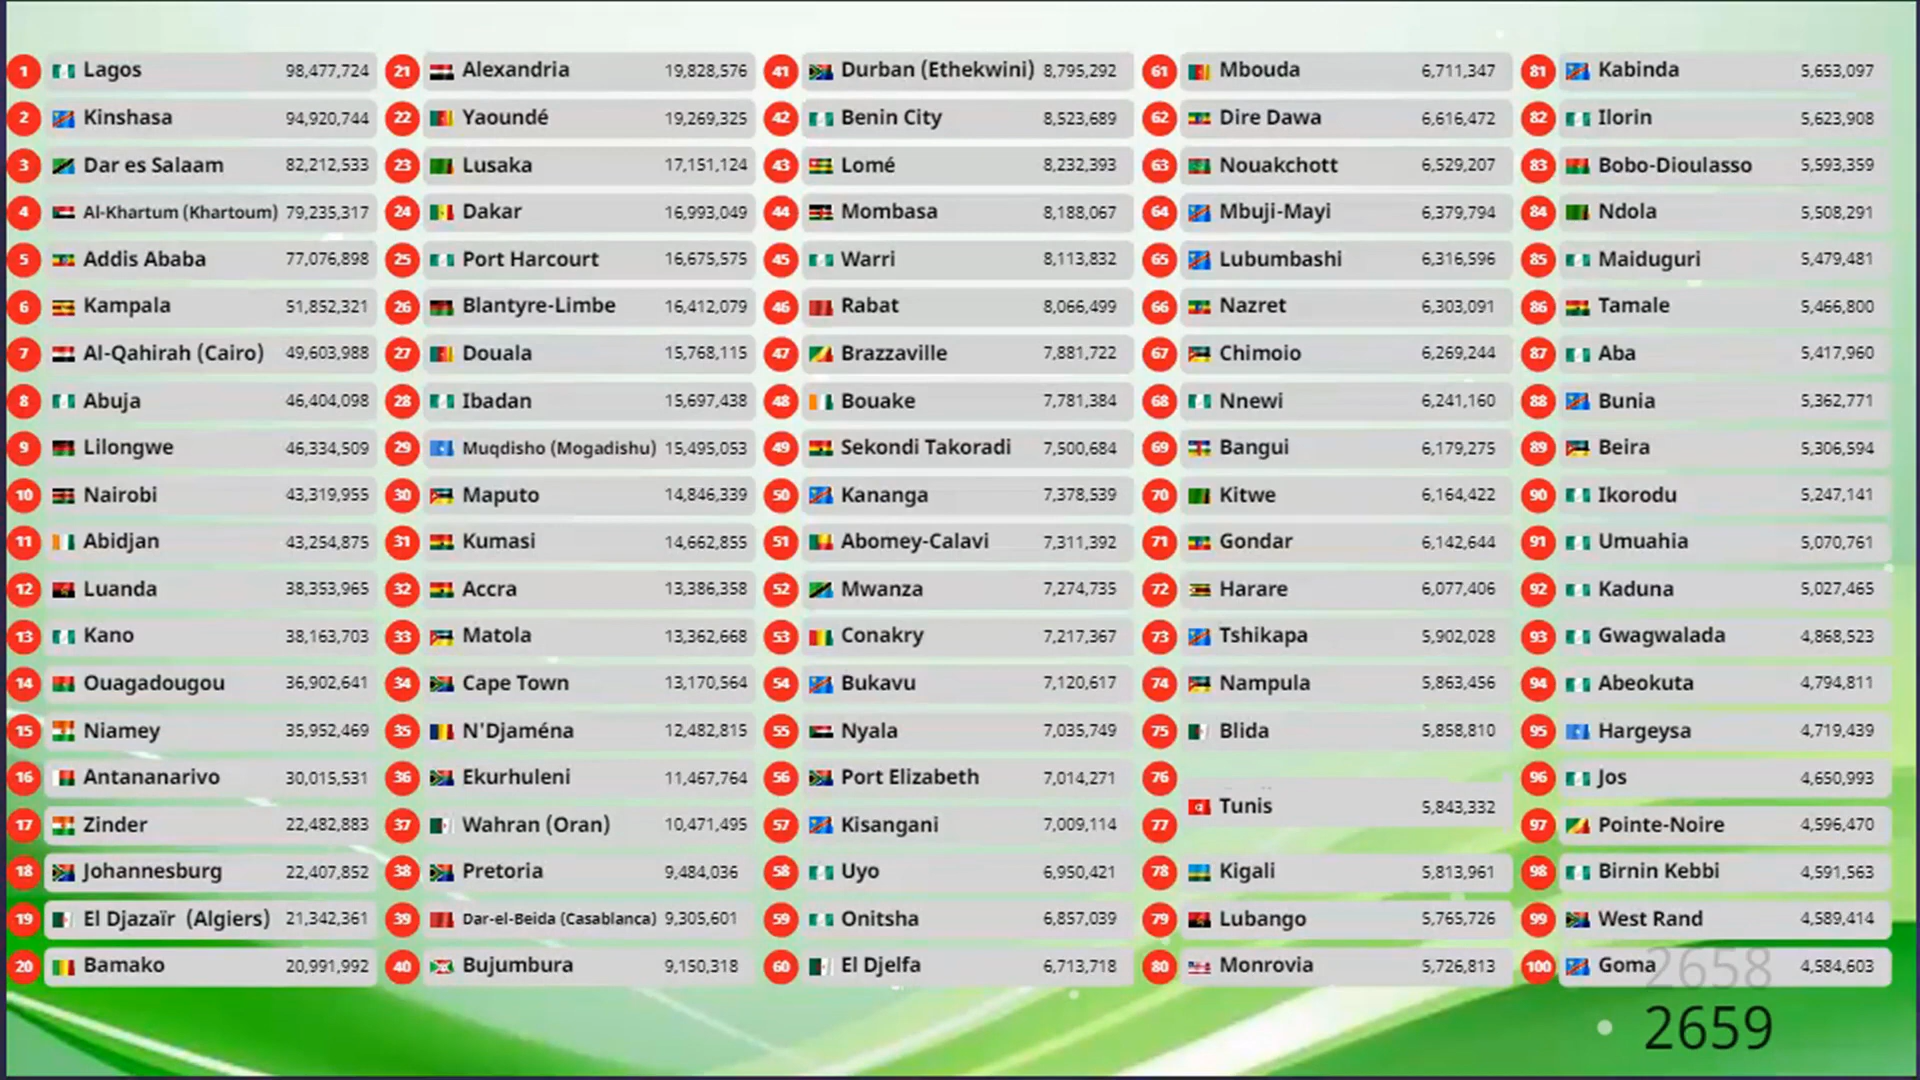 1 Lagos 98,477,724
2 Kinshasa 94,920,744
3 Dar es Salaam 82,212,533
4 Al-Khartum (Khartoum) 79,235,317
5 Addis Ababa 77,076,898
6 Kampala 51,852,321
7 Al-Qahirah (Cairo) 49,603,988
8 Abuja 46,404,098
9 Lilongwe 46,334,509
10 Nairobi 43,319,955
11 Abidjan 43,254,875
12 Luanda 38,353,965
13 Kano 38,163,703
14 Ouagadougou 36,902,641
15 Niamey 35,952,469
16 Antananarivo 30,015,531
17 Zinder 22,482,883
18 Johannesburg 22,407,852
19 El Djazaïr (Algiers) 21,342,361
20 Bamako 20,991,992
21 Alexandria 19,828,576
22 Yaoundé 19,269,325
23 Lusaka 17,151,124
24 Dakar 16,993,049
25 Port Harcourt 16,675,575
26 Blantyre-Limbe 16,412,079
27 Douala 15,768,115
28 Ibadan 15,697,438
29 Muqdisho (Mogadishu) 15,495,053
30 Maputo 14,846,339
31 Kumasi 14,662,855
32 Accra 13,386,358
33 Matola 13,362,668
34 Cape Town 13,170,564
35 N'Djaména 12,482,815
36 Ekurhuleni 11,467,764
37 Wahran (Oran) 10,471,495
38 Pretoria 9,484,036
39 Dar-el-Beida (Casablanca) 9,305,601
40 Bujumbura 9,150,318
41 Durban (Ethekwini) 8,795,292
42 Benin City 8,523,689
43 Lomé 8,232,393
44 Mombasa 8,188,067
45 Warri 8,113,832
46 Rabat 8,066,499
47 Brazzaville 7,881,722
48 Bouake 7,781,384
49 Sekondi Takoradi 7,500,684
50 Kananga 7,378,539
51 Abomey-Calavi 7,311,392
52 Mwanza 7,274,735
53 Conakry 7,217,367
54 Bukavu 7,120,617
55 Nyala 7,035,749
56 Port Elizabeth 7,014,271
57 Kisangani 7,009,114
58 Uyo 6,950,421
59 Onitsha 6,857,039
60 El Djelfa 6,713,718
61 Mbouda 6,711,347
62 Dire Dawa 6,616,472
63 Nouakchott 6,529,207
64 Mbuji-Mayi 6,379,794
65 Lubumbashi 6,316,596
66 Nazret 6,303,091
67 Chimoio 6,269,244
68 Nnewi 6,241,160
69 Bangui 6,179,275
70 Kitwe 6,164,422
71 Gondar 6,142,644
72 Harare 6,077,406
73 Tshikapa 5,902,028
74 Nampula 5,863,456
75 Blida 5,858,810
76
Tunis 5,843,332
77
78 Kigali 5,813,961
79 Lubango 5,765,726
80 Monrovia 5,726,813
81 Kabinda 5,653,097
82 Ilorin 5,623,908
83 Bobo-Dioulasso 5,593,359
84 Ndola 5,508,291
85 Maiduguri 5,479,481
86 Tamale 5,466,800
87 Aba 5,417,960
88 Bunia 5,362,771
89 Beira 5,306,594
90 Ikorodu 5,247,141
91 Umuahia 5,070,761
92 Kaduna 5,027,465
93 Gwagwalada 4,868,523
94 Abeokuta 4,794,811
95 Hargeysa 4,719,439
96 Jos 4,650,993
97 Pointe-Noire 4,596,470
98 Birnin Kebbi 4,591,563
99 West Rand 4,589,414
100 Goma 4,584,603
2658
2659